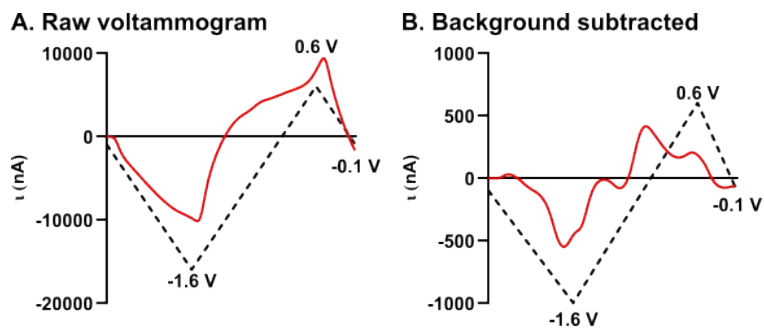 A. Raw voltammogram
0.6 V
10000
0
-10000
-20000
ι (nA)
-0.1 V
-1.6 V
B. Background subtracted
1000
500
0
-500
-1000
ι (nA)
0.6 V
-0.1 V
-1.6 V